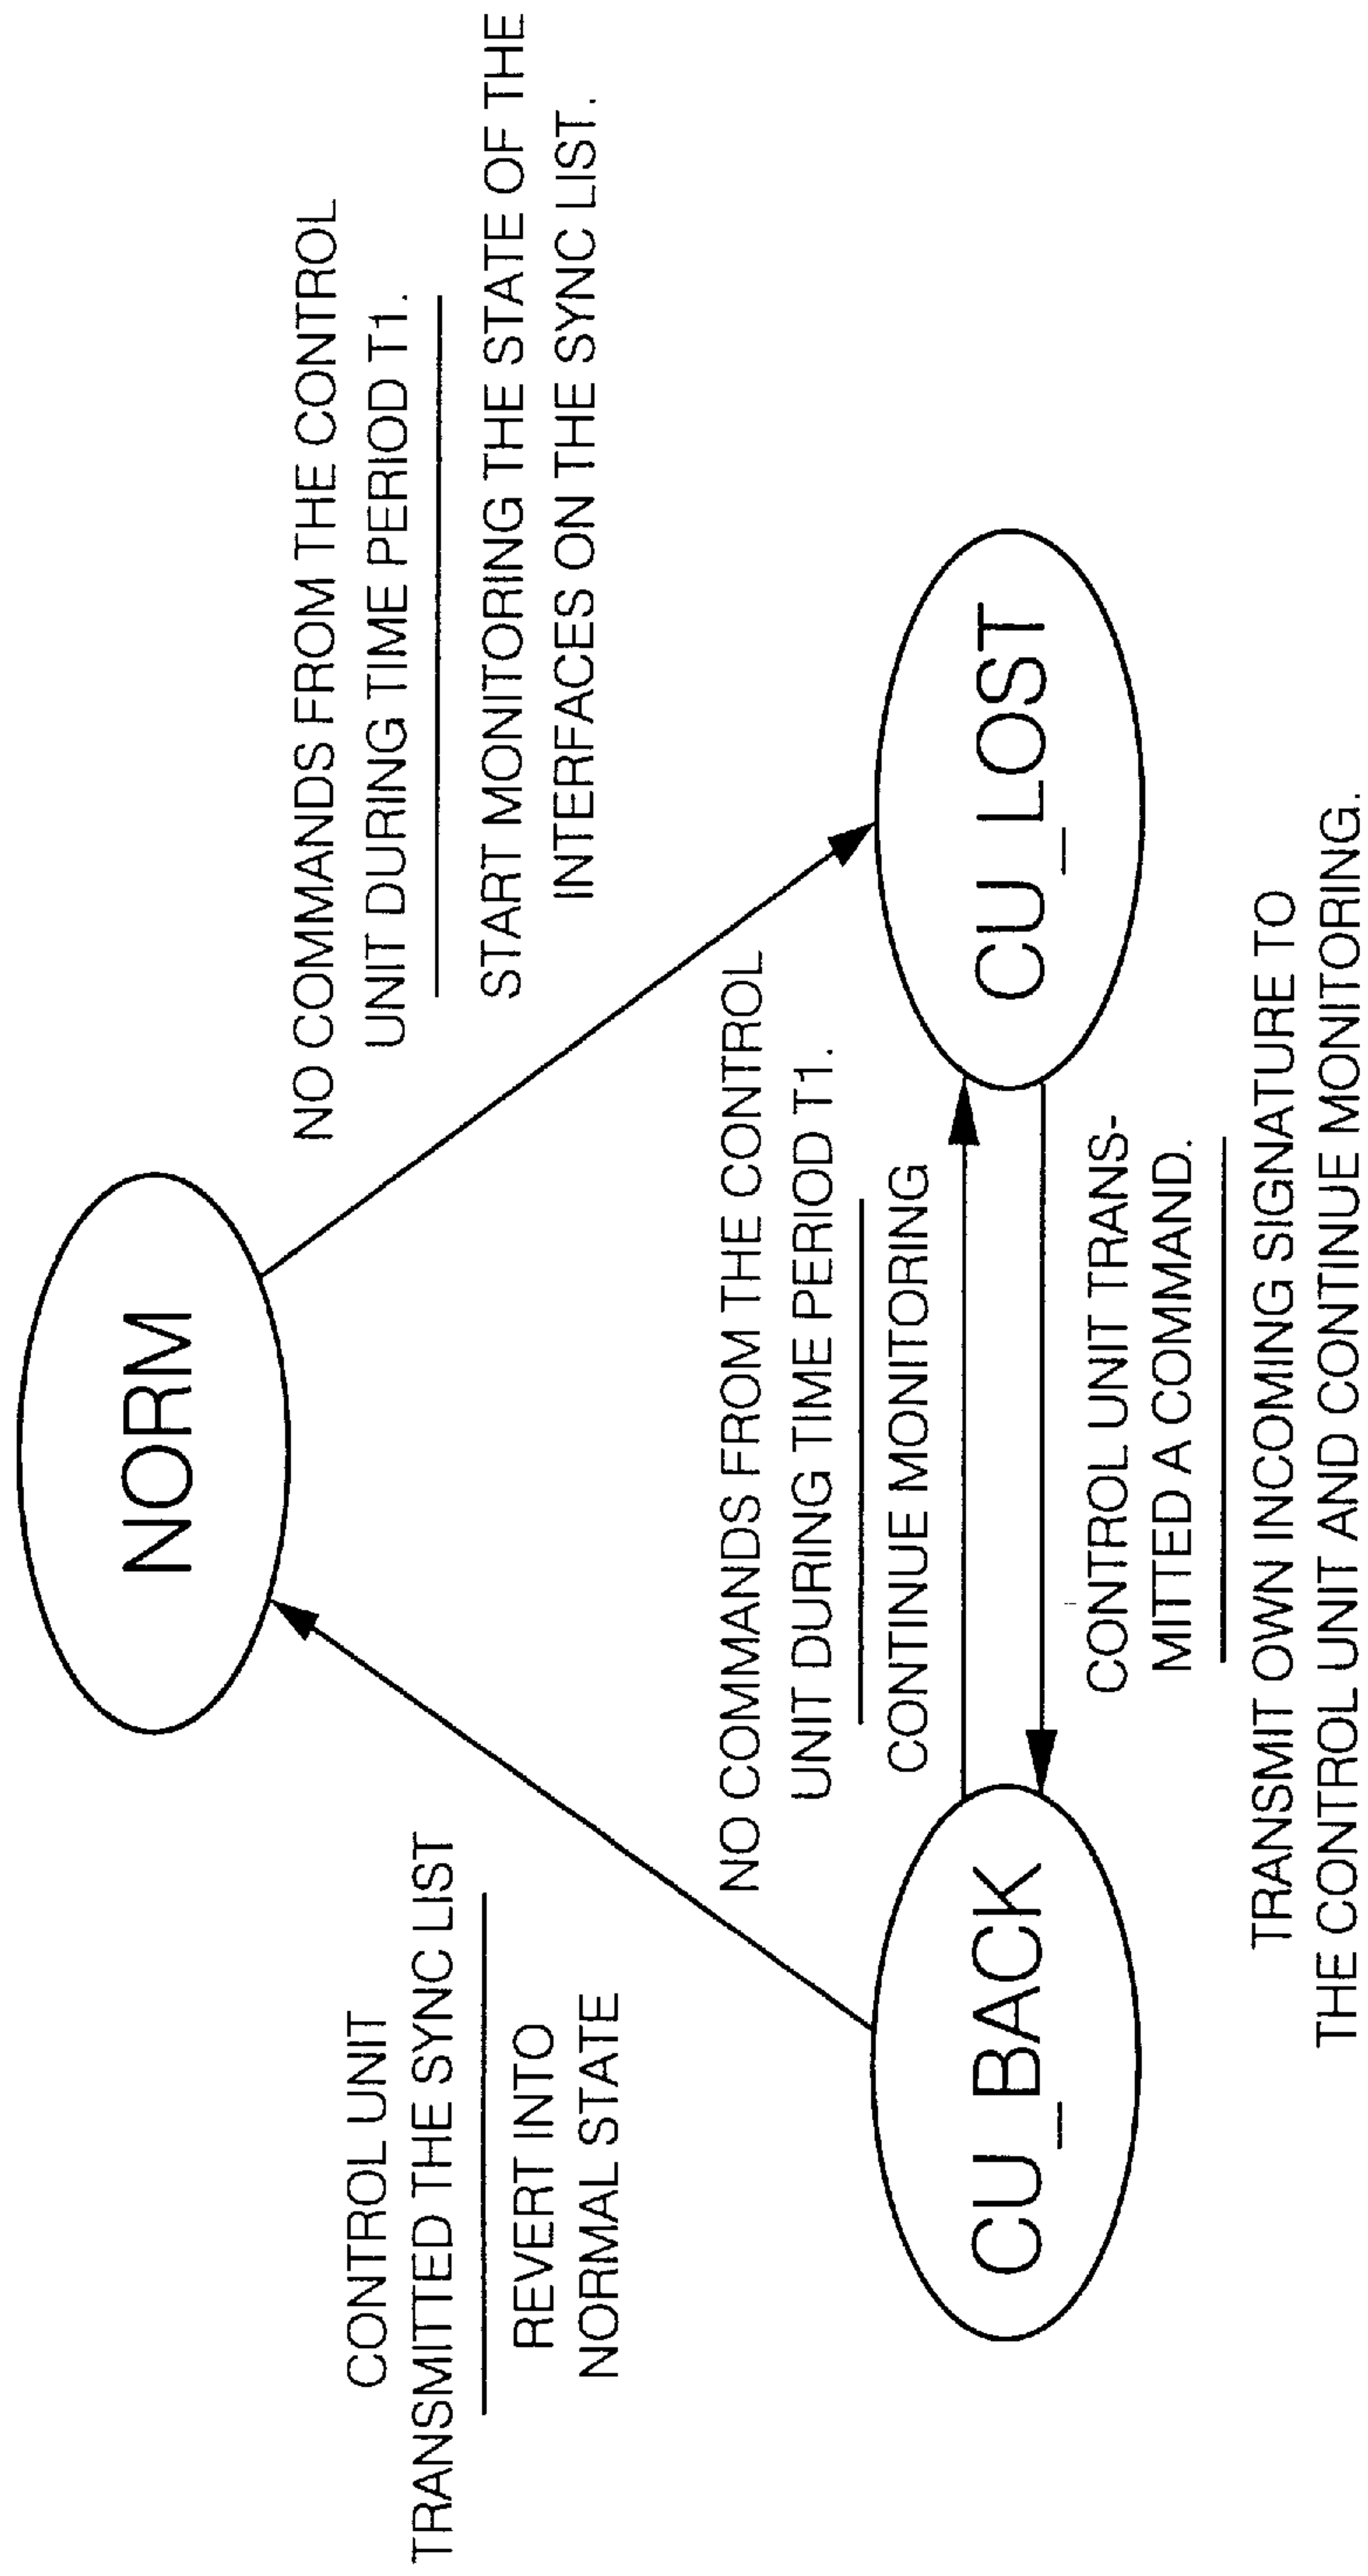 NORM
CONTROL UNIT
TRANSMITTED THE SYNC LIST
REVERT INTO
NORMAL STATE
NO COMMANDS FROM THE CONTROL
UNIT DURING TIME PERIOD T1.
START MONITORING THE STATE OF THE
INTERFACES ON THE SYNC LIST.
NO COMMANDS FROM THE CONTROL
UNIT DURING TIME PERIOD T1.
CONTINUE MONITORING
CU_BACK
CU_LOST
CONTROL UNIT TRANS-
MITTED A COMMAND.
TRANSMIT OWN INCOMING SIGNATURE TO
THE CONTROL UNIT AND CONTINUE MONITORING.